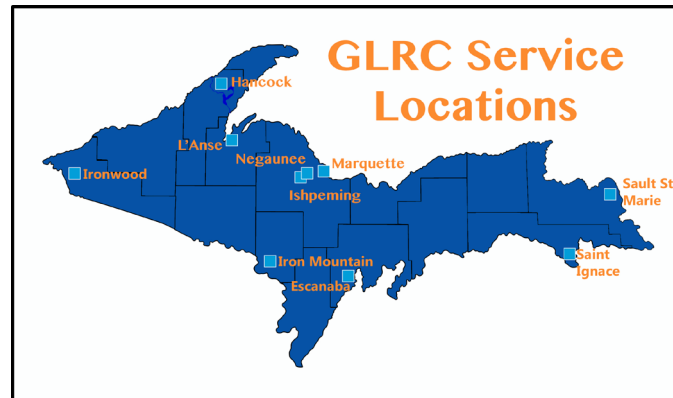 GLRC Service
Locations
Hancock
L'Anse
Negaunee
Marquette
Ironwood
Ishpeming
Sault St
Marie
Iron Mountain
Saint
Ignace
Escanaba